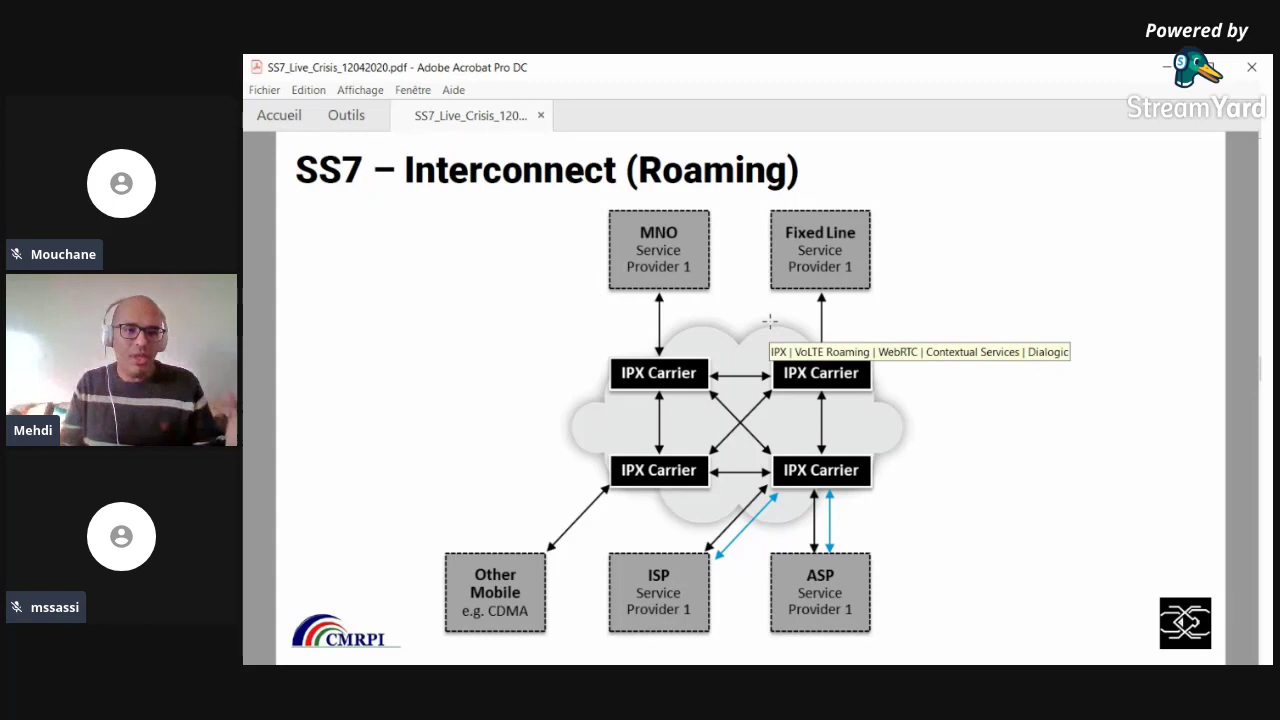 Powered by
StreamYard
SS7_Live_Crisis_12042020.pdf - Adobe Acrobat Pro DC
Fichier Edition Affichage Fenêtre Aide
Accueil Outils SS7_Live_Crisis_120... ×
SS7 – Interconnect (Roaming)
MNO
Service
Provider 1
Fixed Line
Service
Provider 1
IPX | VoLTE Roaming | WebRTC | Contextual Services | Dialogic
IPX Carrier
IPX Carrier
IPX Carrier
IPX Carrier
Other
Mobile
e.g. CDMA
ISP
Service
Provider 1
ASP
Service
Provider 1
CMRPI
Mouchane
Mehdi
mssassi